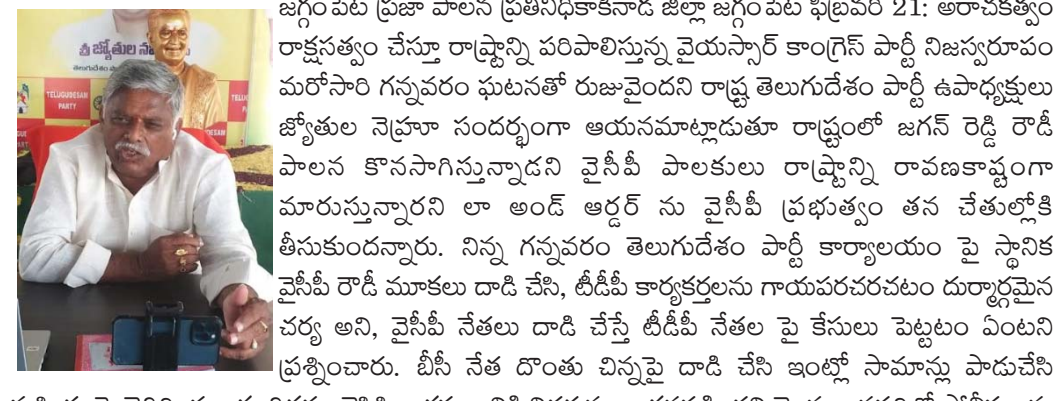 జగ్గంపేట ప్రజా పాలన ప్రతినిధికాకినాడ జిల్లా జగ్గంపేట ఫిబ్రవరి 21: అరాచకత్వం
రాక్షసత్వం చేస్తూ రాష్ట్రాన్ని పరిపాలిస్తున్న వైయస్సార్ కాంగ్రెస్ పార్టీ నిజస్వరూపం
మరోసారి గన్నవరం ఘటనతో రుజువైందని రాష్ట్ర తెలుగుదేశం పార్టీ ఉపాధ్యక్షులు
జ్యోతుల నెహ్రూ సందర్భంగా ఆయనమాట్లాడుతూ రాష్ట్రంలో జగన్ రెడ్డి రౌడీ
పాలన కొనసాగిస్తున్నాడని వైసీపీ పాలకులు రాష్ట్రాన్ని రావణకాష్టంగా
మారుస్తున్నారని లా అండ్ ఆర్డర్ ను వైసీపీ ప్రభుత్వం తన చేతుల్లోకి
తీసుకుందన్నారు. నిన్న గన్నవరం తెలుగుదేశం పార్టీ కార్యాలయం పై స్థానిక
వైసీపీ రౌడీ మూకలు దాడి చేసి, టీడీపీ కార్యకర్తలను గాయపరచరచటం దుర్మార్గమైన
చర్య అని, వైసీపీ నేతలు దాడి చేస్తే టీడీపీ నేతల పై కేసులు పెట్టటం ఏంటని
ప్రశ్నించారు. బీసీ నేత దొంతు చిన్నపై దాడి చేసి ఇంట్లో సామాన్లు పాడుచేసి
శ్రీ జ్యోతుల
TELUGUDESAM
PARTY